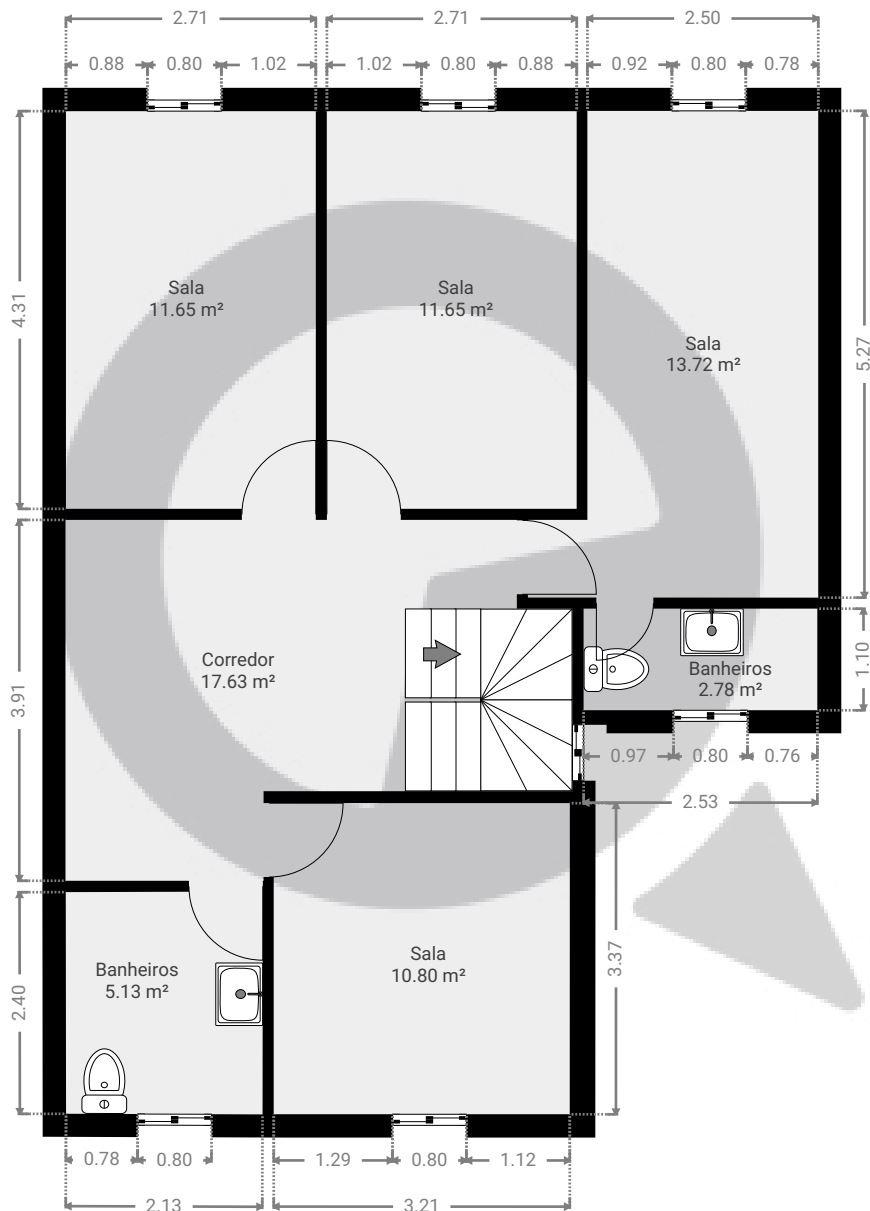 2.71
2.71
2.50
0.88
0.80
1.02
1.02
0.80
0.88
0.92
0.80
0.78
4.31
Sala
11.65 m²
Sala
11.65 m²
Sala
13.72 m²
5.27
3.91
Corredor
17.63 m²
Banheiros
2.78 m²
1.10
0.97
0.80
0.76
2.53
2.40
Banheiros
5.13 m²
Sala
10.80 m²
3.37
0.78
0.80
1.29
0.80
1.12
2.13
3.21